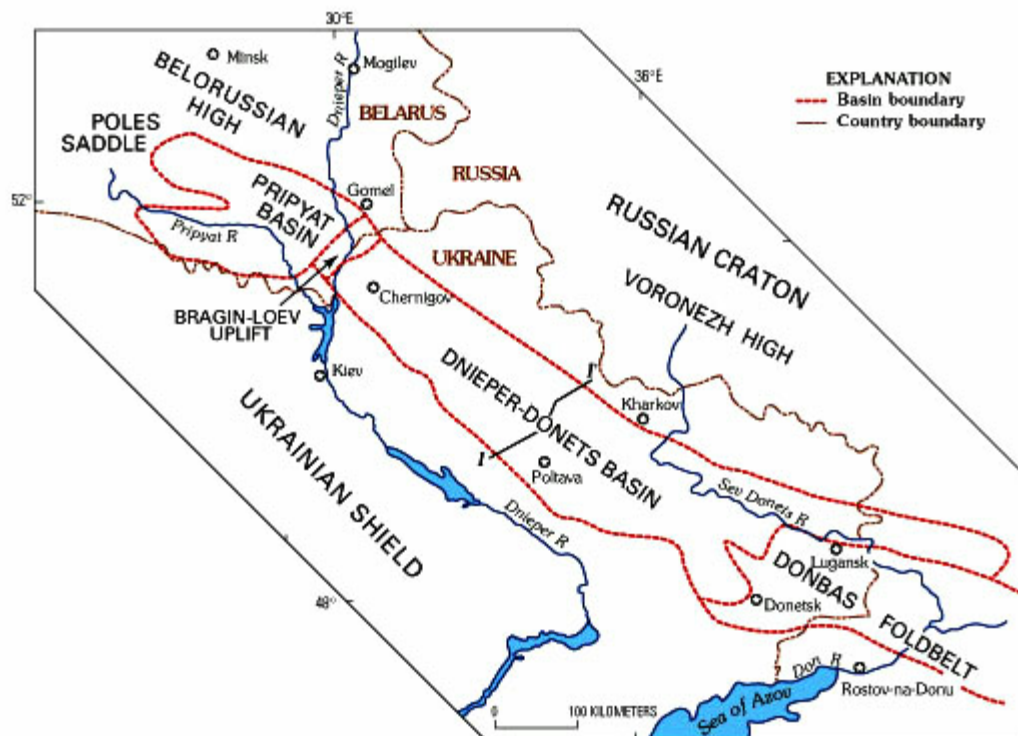 30°E
Minsk
Mogilev
Dnieper R
BELORUSSIAN
HIGH
36°E
EXPLANATION
Basin boundary
Country boundary
BELARUS
POLES
SADDLE
RUSSIA
52°
Gomel
PRIPYAT
BASIN
Pripyat R
RUSSIAN CRATON
UKRAINE
VORONEZH HIGH
Chernigov
BRAGIN-LOEV
UPLIFT
Kiev
I'
DNIEPER-DONETS BASIN
Kharkov
UKRAINIAN SHIELD
I
Poltava
Sev Donets R
Dnieper R
Lugansk
DONBAS
FOLDBELT
48°
Donetsk
Don R
Rostov-na-Donu
Sea of Azov
0 100 KILOMETERS